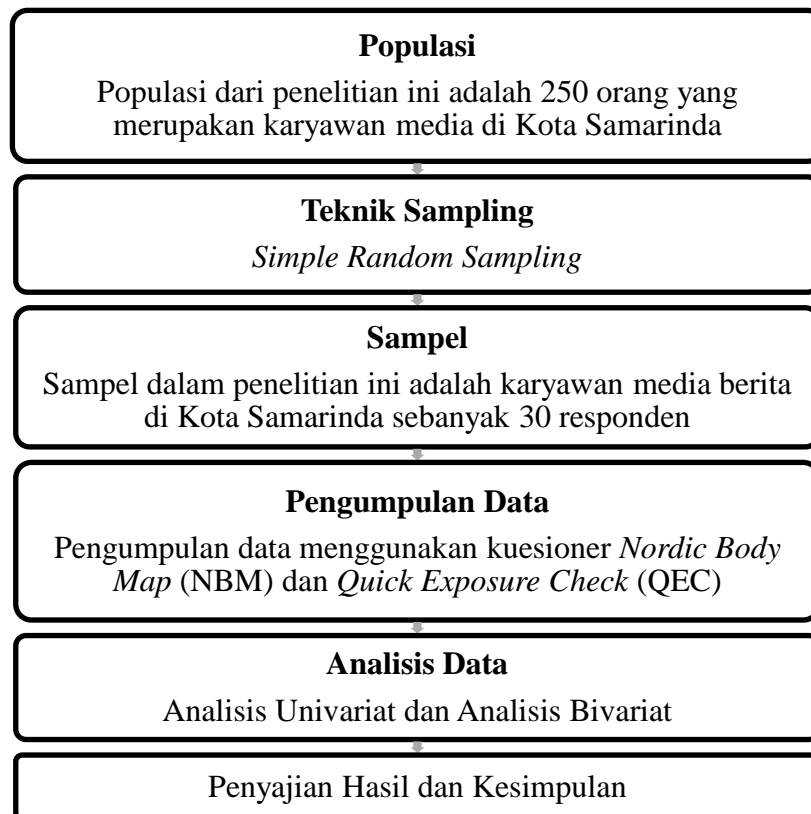 Populasi
Populasi dari penelitian ini adalah 250 orang yang
merupakan karyawan media di Kota Samarinda
Teknik Sampling
Simple Random Sampling
Sampel
Sampel dalam penelitian ini adalah karyawan media berita
di Kota Samarinda sebanyak 30 responden
Pengumpulan Data
Pengumpulan data menggunakan kuesioner Nordic Body
Map (NBM) dan Quick Exposure Check (QEC)
Analisis Data
Analisis Univariat dan Analisis Bivariat
Penyajian Hasil dan Kesimpulan